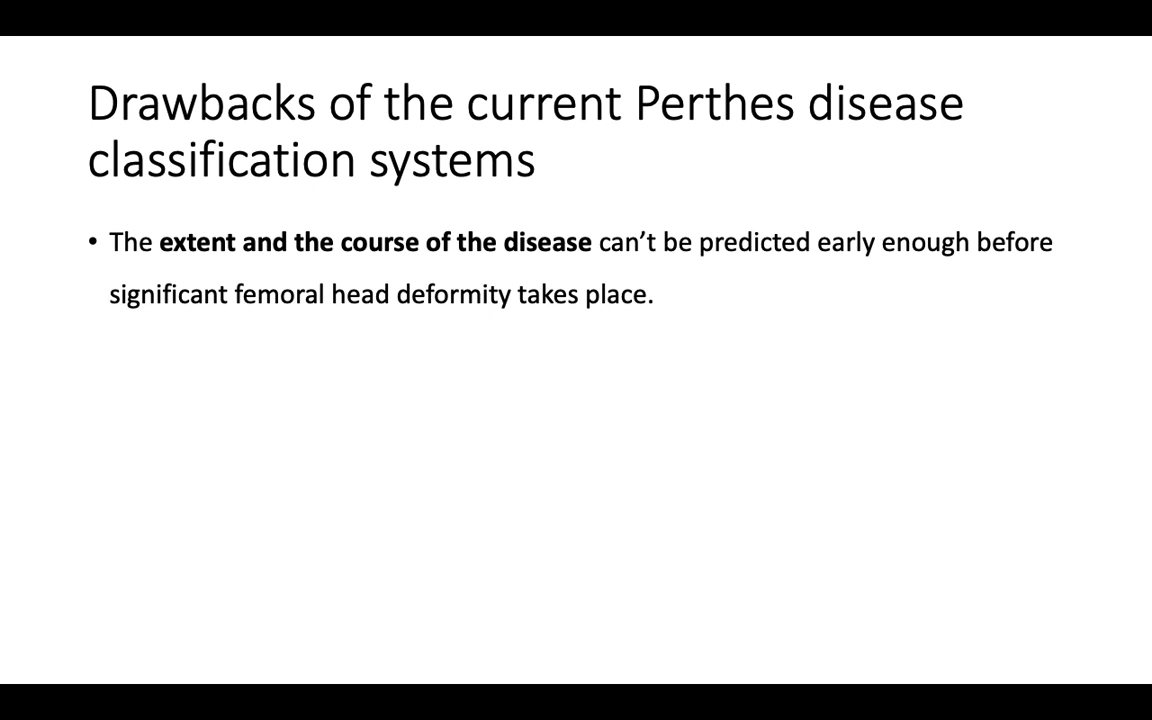 Drawbacks of the current Perthes disease
classification systems
• The extent and the course of the disease can’t be predicted early enough before
significant femoral head deformity takes place.